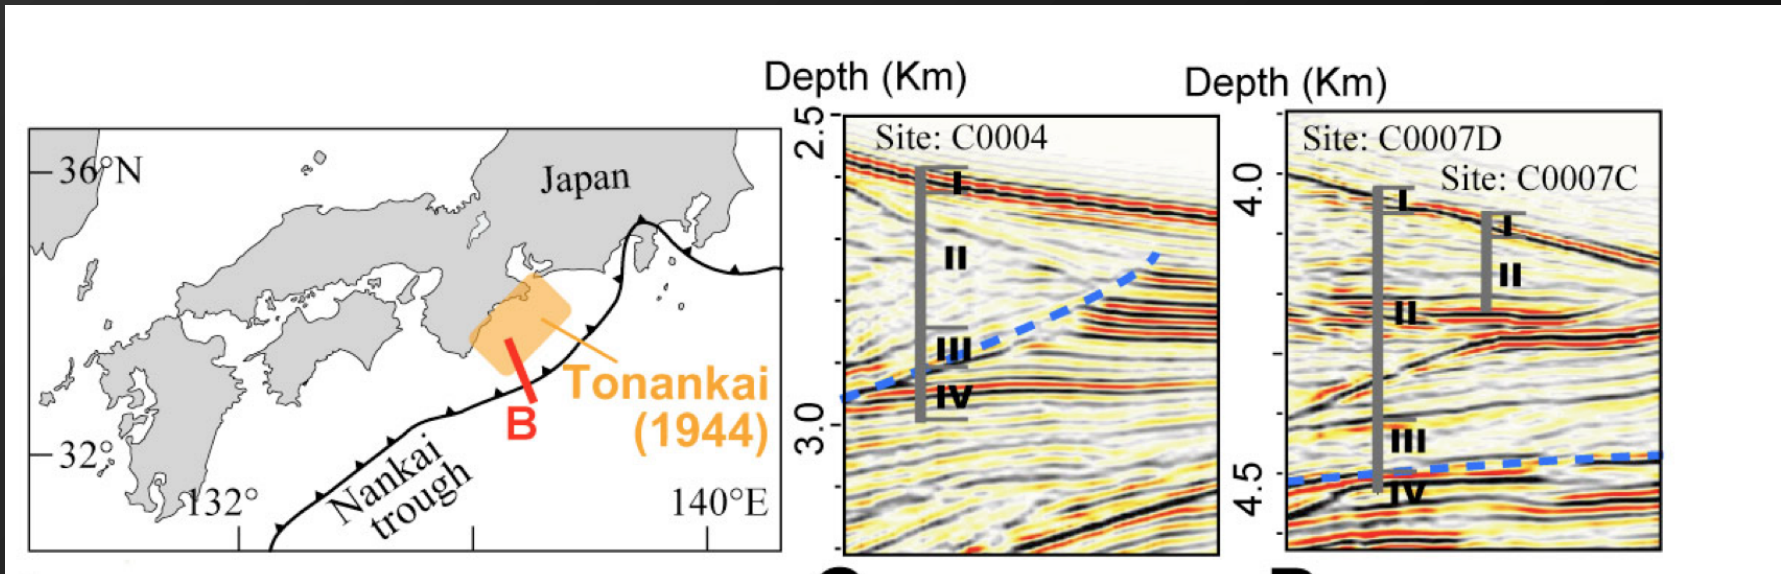 36°N
Japan
Tonankai
(1944)
B
Nankai
trough
32°
132°
140°E
Depth (Km)
2.5
3.0
Site: C0004
I
II
III
IV
Depth (Km)
4.0
4.5
Site: C0007D
Site: C0007C
I
I
II
II
III
IV